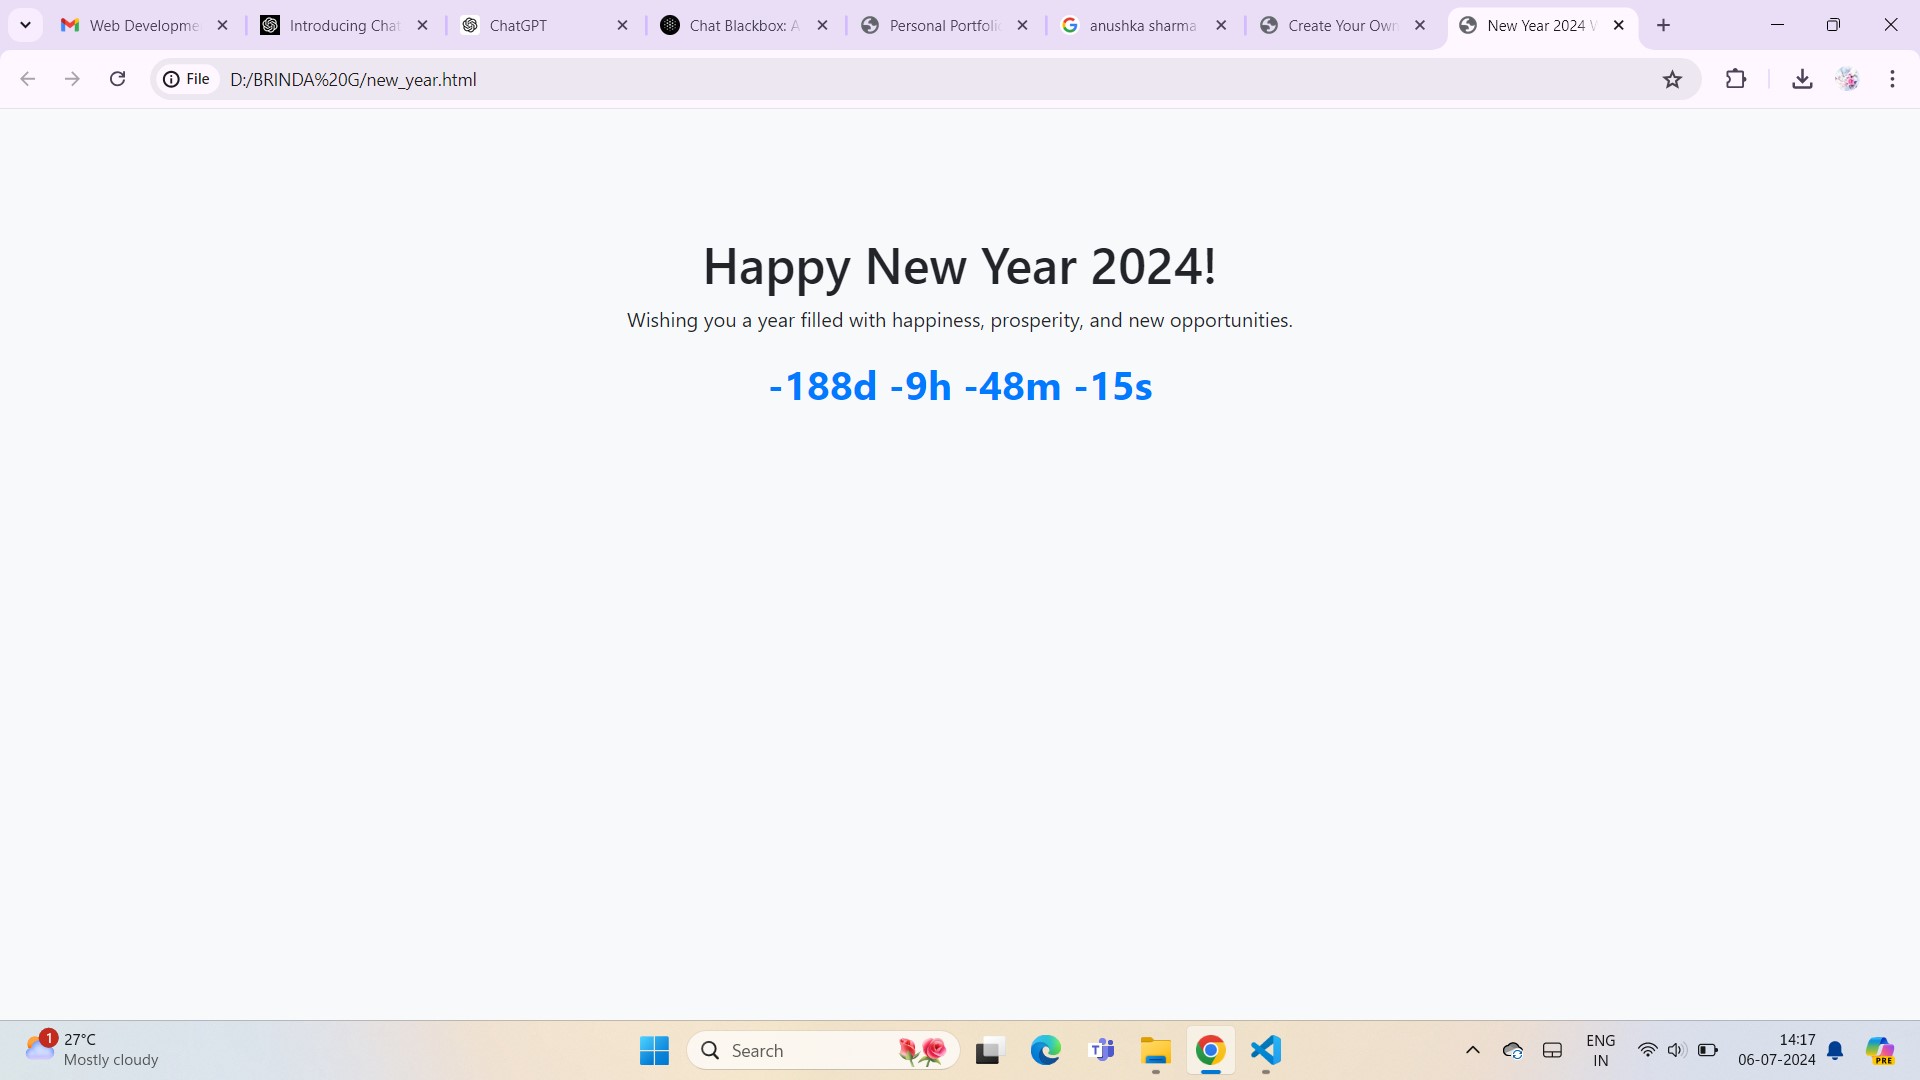 Web Developme
Introducing Chat
ChatGPT
Chat Blackbox: A
Personal Portfoli
anushka sharma
Create Your Own
New Year 2024 W
File
D:/BRINDA%20G/new_year.html
Happy New Year 2024!
Wishing you a year filled with happiness, prosperity, and new opportunities.
-188d -9h -48m -15s
1
27°C
Mostly cloudy
Search
ENG
IN
14:17
06-07-2024
PRE